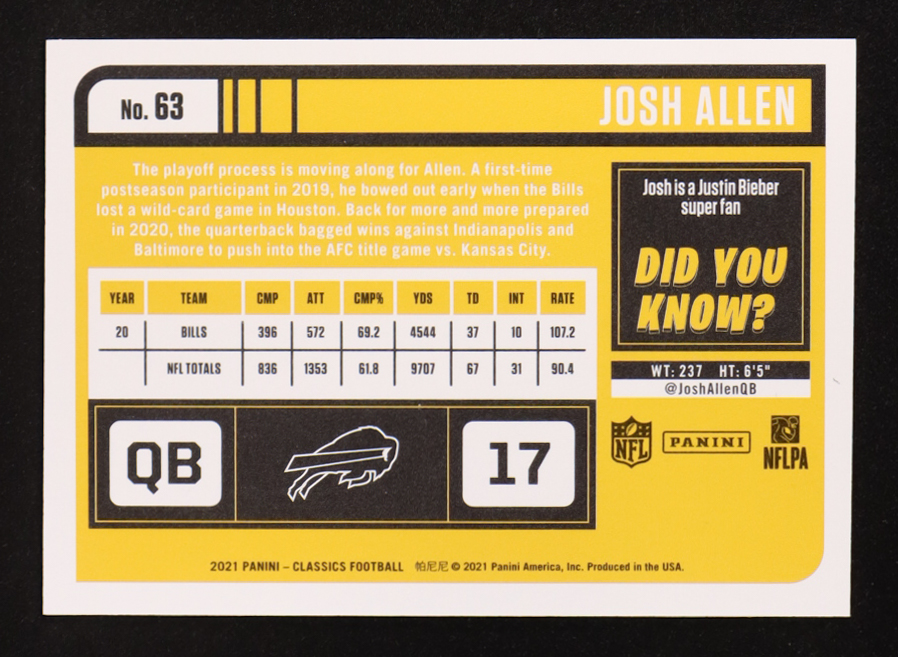 No. 63
JOSH ALLEN
The playoff process is moving along for Allen. A first-time
postseason participant in 2019, he bowed out early when the Bills
lost a wild-card game in Houston. Back for more and more prepared
in 2020, the quarterback bagged wins against Indianapolis and
Baltimore to push into the AFC title game vs. Kansas City.
Josh is a Justin Bieber
super fan
DID YOU
KNOW?
YEAR TEAM CMP ATT CMP% YDS TD INT RATE
20 BILLS 396 572 69.2 4544 37 10 107.2
NFL TOTALS 836 1353 61.8 9707 67 31 90.4
WT: 237 HT: 6'5"
@JoshAllenQB
QB
17
NFL
PANINI
NFLPA
2021 PANINI – CLASSICS FOOTBALL 帕尼尼 © 2021 Panini America, Inc. Produced in the USA.